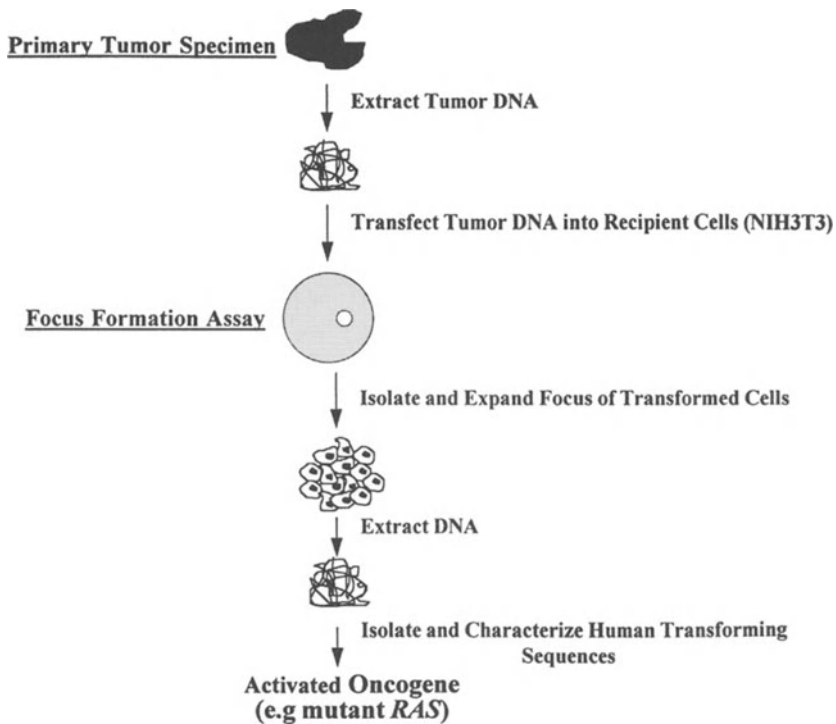 Primary Tumor Specimen
Extract Tumor DNA
Transfect Tumor DNA into Recipient Cells (NIH3T3)
Focus Formation Assay
Isolate and Expand Focus of Transformed Cells
Extract DNA
Isolate and Characterize Human Transforming
Sequences
Activated Oncogene
(e.g mutant RAS)